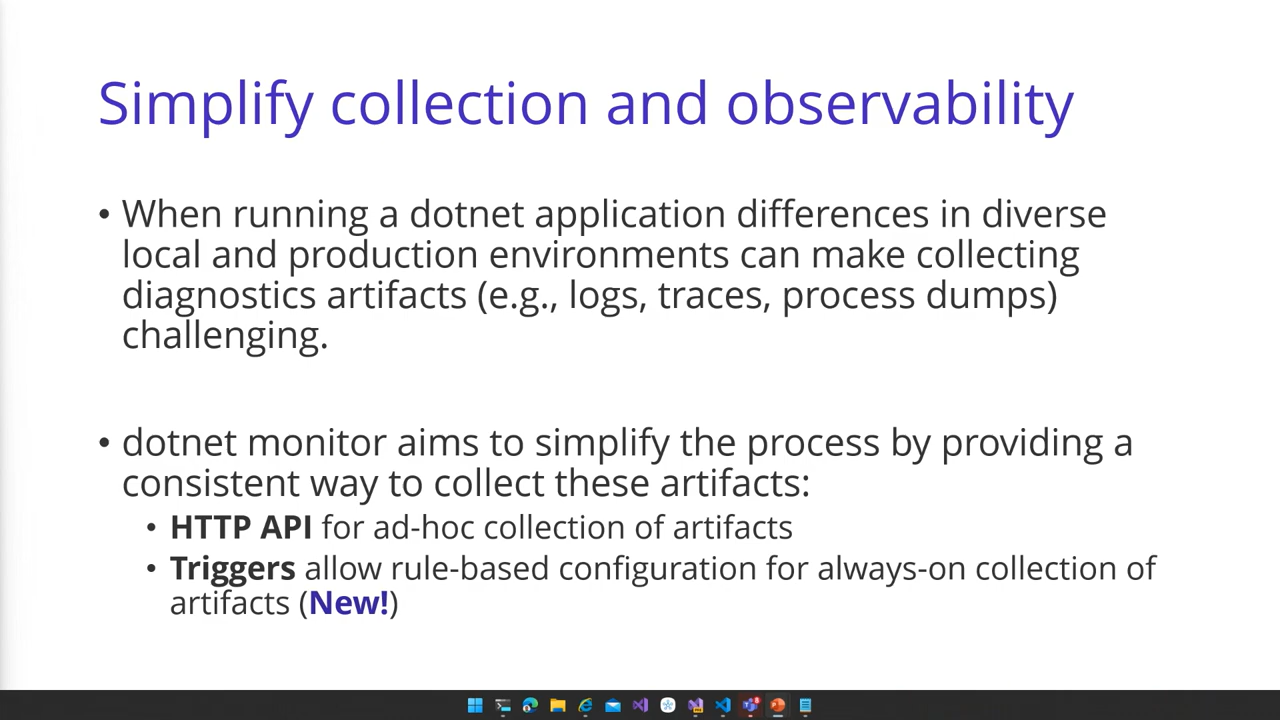 Simplify collection and observability
• When running a dotnet application differences in diverse
local and production environments can make collecting
diagnostics artifacts (e.g., logs, traces, process dumps)
challenging.
• dotnet monitor aims to simplify the process by providing a
consistent way to collect these artifacts:
• HTTP API for ad-hoc collection of artifacts
• Triggers allow rule-based configuration for always-on collection of
artifacts (New!)